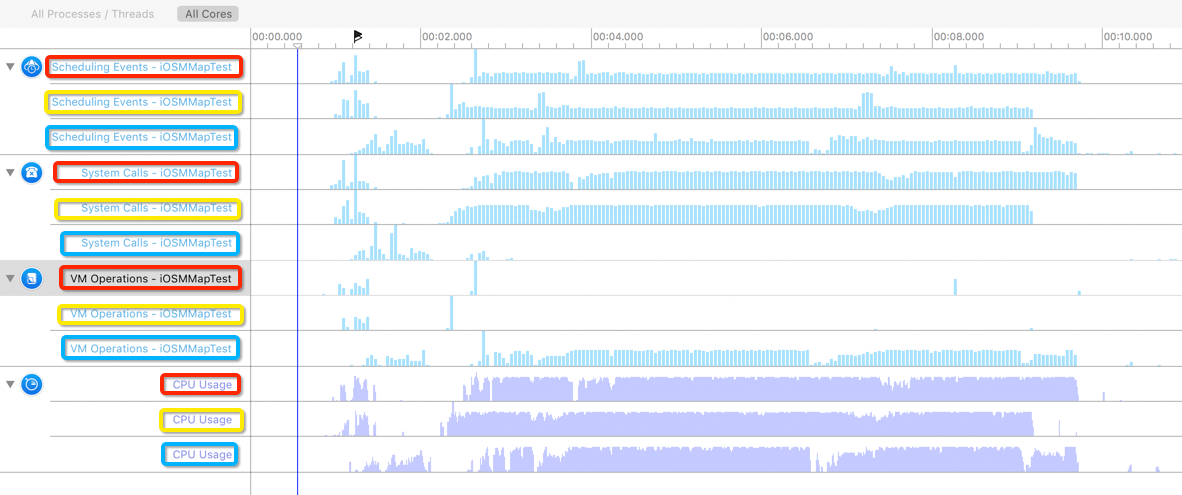 All Processes / Threads All Cores
00:00.000 00:02.000 00:04.000 00:06.000 00:08.000 00:10.000
Scheduling Events - iOSMMapTest
Scheduling Events - iOSMMapTest
Scheduling Events - iOSMMapTest
System Calls - iOSMMapTest
System Calls - iOSMMapTest
System Calls - iOSMMapTest
VM Operations - iOSMMapTest
VM Operations - iOSMMapTest
VM Operations - iOSMMapTest
CPU Usage
CPU Usage
CPU Usage